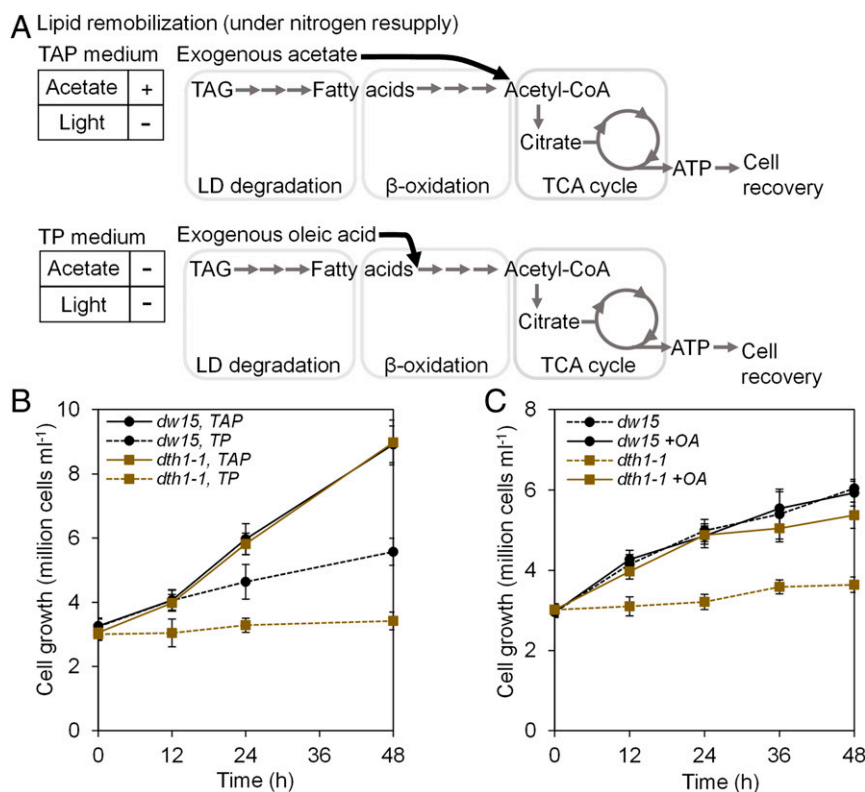 A Lipid remobilization (under nitrogen resupply)
TAP medium
Acetate +
Light -
Exogenous acetate
TAG Fatty acids Acetyl-CoA
Citrate
ATP Cell recovery
LD degradation β-oxidation TCA cycle
TP medium
Acetate -
Light -
Exogenous oleic acid
TAG Fatty acids Acetyl-CoA
Citrate
ATP Cell recovery
LD degradation β-oxidation TCA cycle
B
Cell growth (million cells ml-1)
10
8
6
4
2
0
dw15, TAP
dw15, TP
dth1-1, TAP
dth1-1, TP
0 12 24 36 48
Time (h)
C
Cell growth (million cells ml-1)
8
6
4
2
0
dw15
dw15 +OA
dth1-1
dth1-1 +OA
0 12 24 36 48
Time (h)